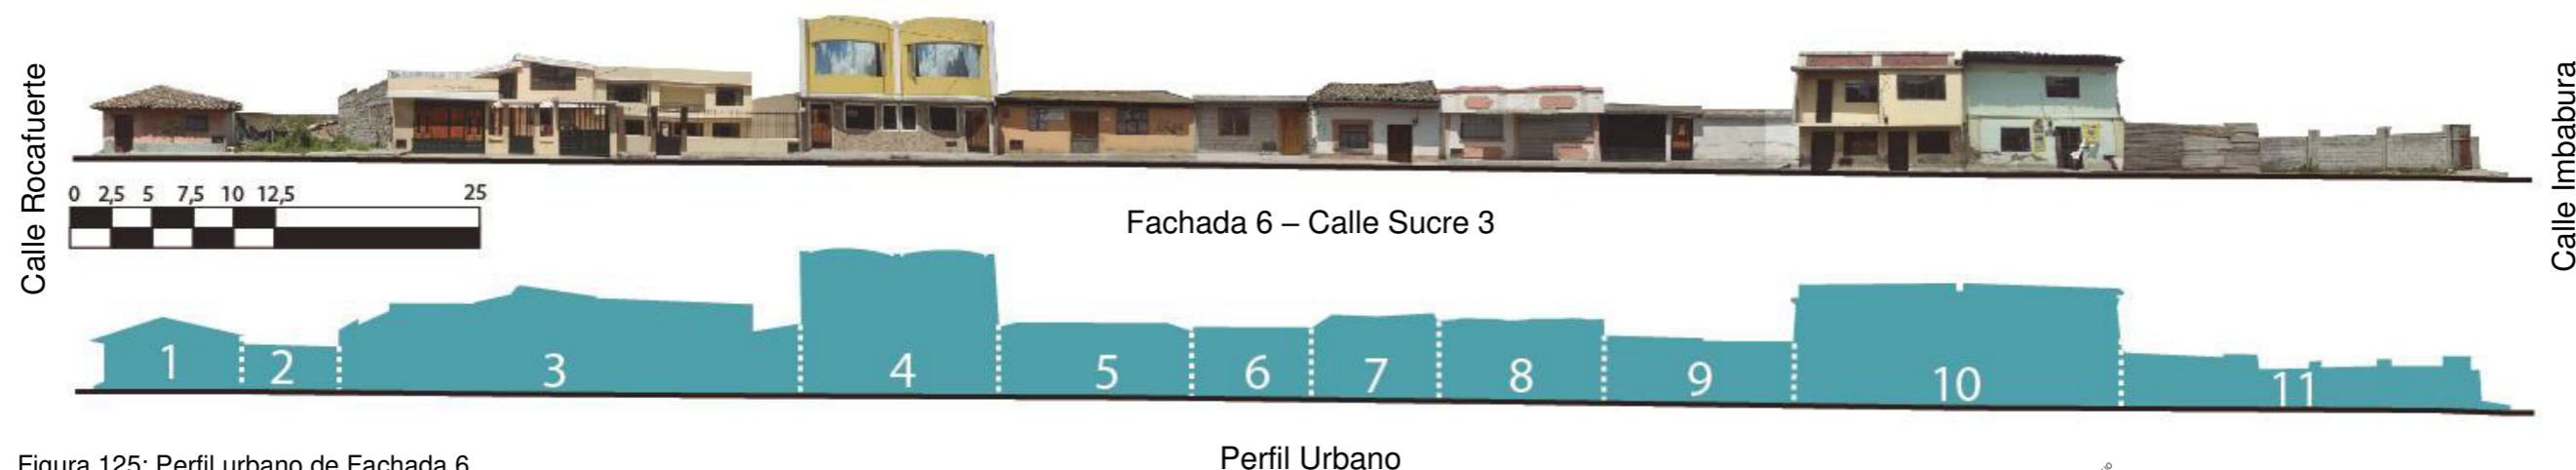 Calle Rocafuerte
0 2,5 5 7,5 10 12,5 25
Fachada 6 – Calle Sucre 3
Calle Imbabura
1 2 3 4 5 6 7 8 9 10 11
Perfil Urbano
Figura 125: Perfil urbano de Fachada 6